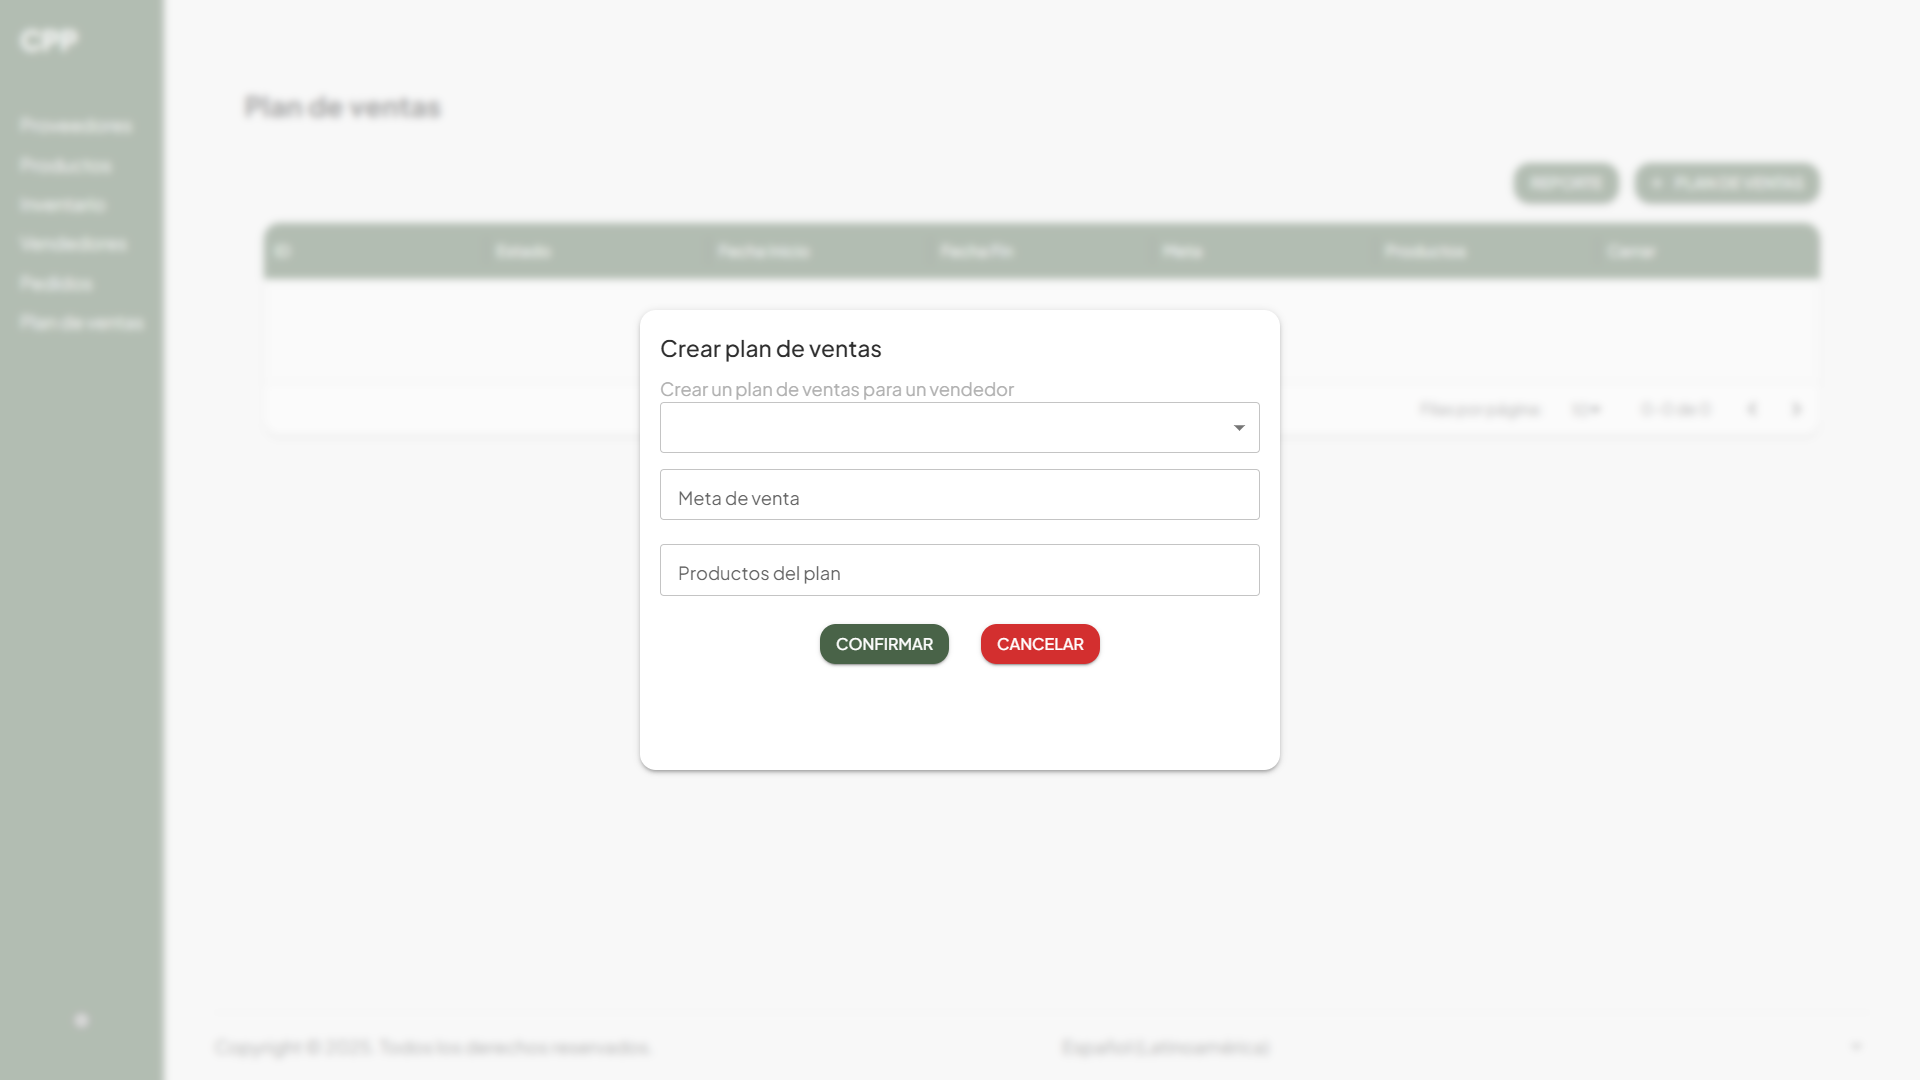 CPP
Proveedores
Productos
Inventario
Vendedores
Pedidos
Plan de ventas
Plan de ventas
REPORTE
+ PLAN DE VENTAS
ID Estado Fecha Inicio Fecha Fin Meta Productos Cerrar
Crear plan de ventas
Crear un plan de ventas para un vendedor
Filas por página: 10 0-0 de 0
Meta de venta
Productos del plan
CONFIRMAR CANCELAR
Copyright © 2025. Todos los derechos reservados
Español (Latinoamérica)